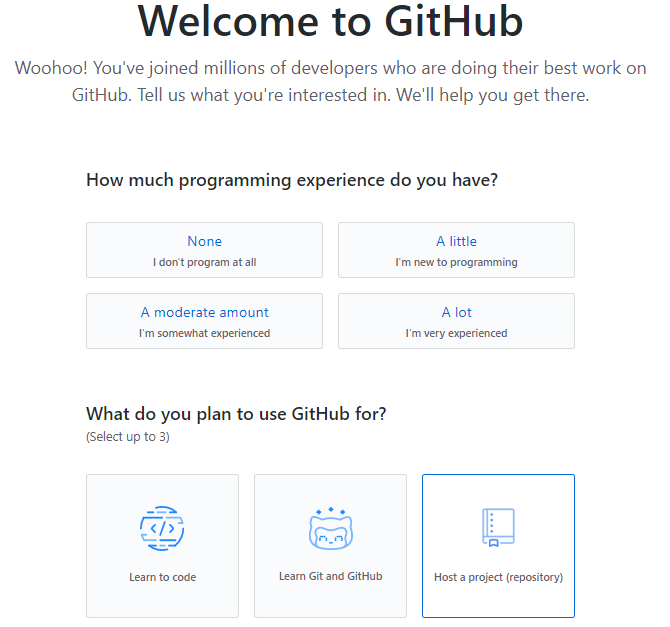 Welcome to GitHub
Woohoo! You've joined millions of developers who are doing their best work on
GitHub. Tell us what you're interested in. We'll help you get there.
How much programming experience do you have?
None
I don't program at all
A little
I'm new to programming
A moderate amount
I'm somewhat experienced
A lot
I'm very experienced
What do you plan to use GitHub for?
(Select up to 3)
Learn to code
Learn Git and GitHub
Host a project (repository)